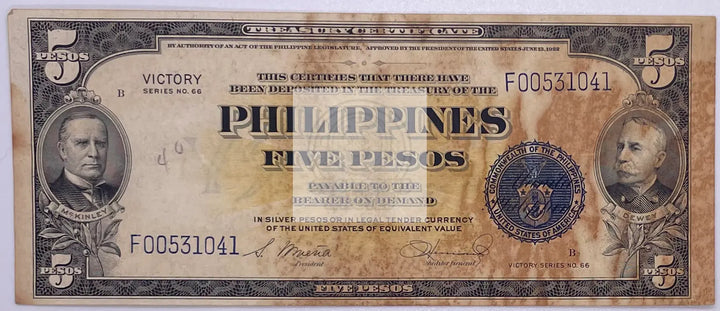 TREASURY CERTIFICATE
5 PESOS
5 PESOS
BY AUTHORITY OF AN ACT OF THE PHILIPPINE LEGISLATURE, APPROVED BY THE PRESIDENT OF THE UNITED STATES JUNE 13, 1922
VICTORY
SERIES NO. 66
B
THIS CERTIFIES THAT THERE HAVE
BEEN DEPOSITED IN THE TREASURY OF THE
F00531041
PHILIPPINES
FIVE PESOS
40
PAYABLE TO THE
BEARER ON DEMAND
COMMONWEALTH OF THE PHILIPPINES
UNITED STATES OF AMERICA
MCKINLEY
DEWEY
IN SILVER PESOS OR IN LEGAL TENDER CURRENCY
OF THE UNITED STATES OF EQUIVALENT VALUE
F00531041
S. Osmeña
President
B
VICTORY SERIES NO. 66
5 PESOS
FIVE PESOS
5 PESOS